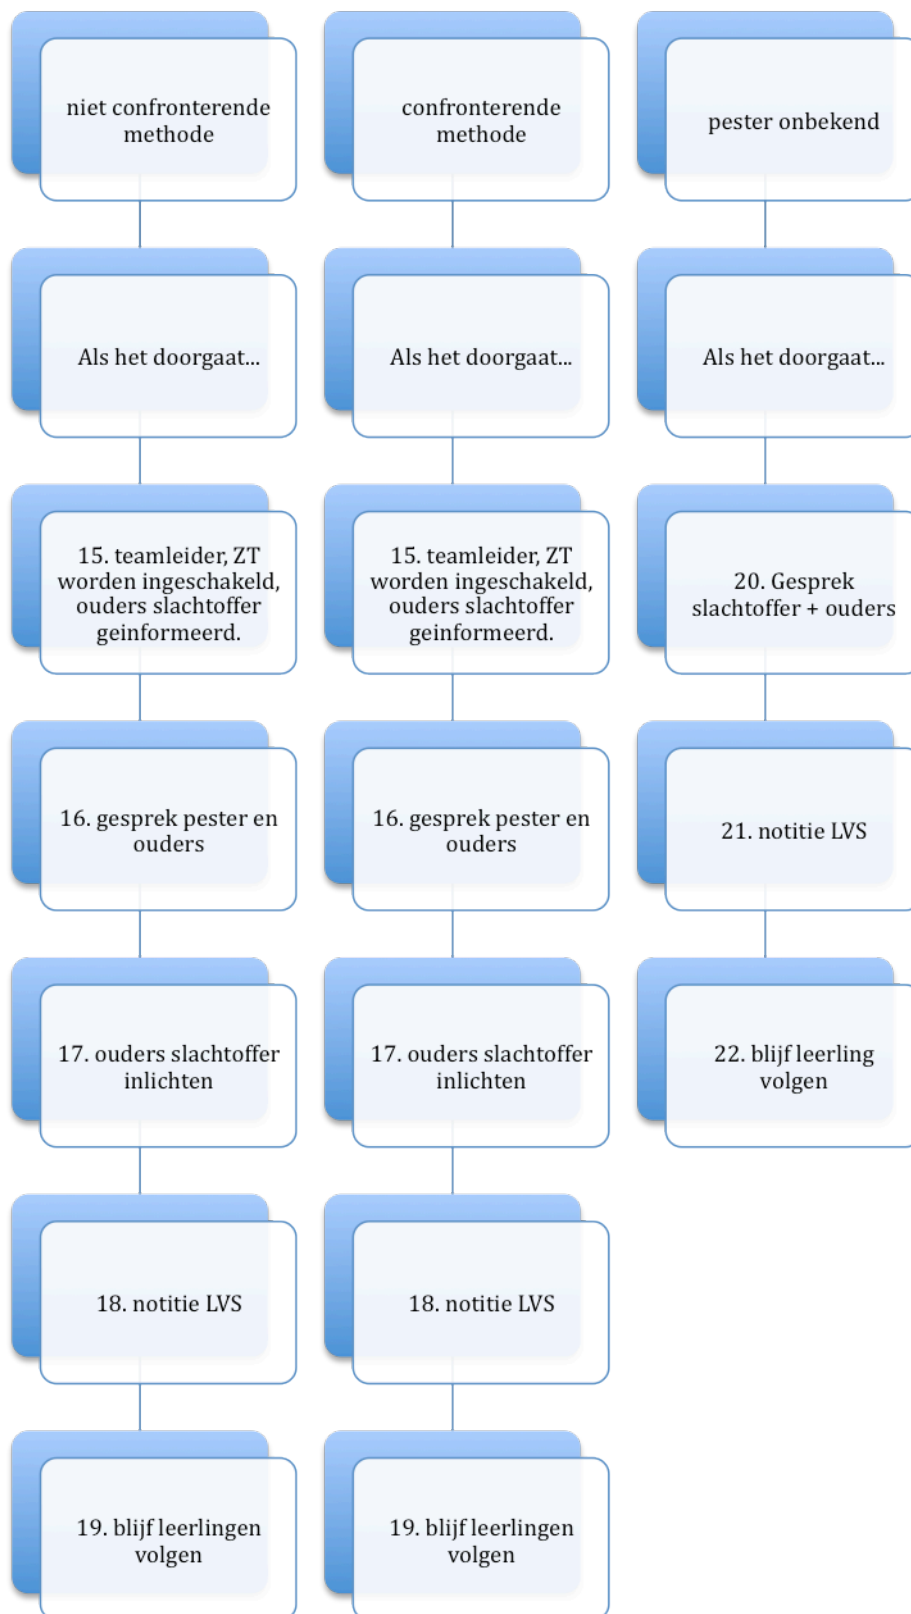 niet confronterende
methode
Als het doorgaat...
15. teamleider, ZT
worden ingeschakeld,
ouders slachtoffer
geinformeerd.
16. gesprek pester en
ouders
17. ouders slachtoffer
inlichten
18. notitie LVS
19. blijf leerlingen
volgen
confronterende
methode
Als het doorgaat...
15. teamleider, ZT
worden ingeschakeld,
ouders slachtoffer
geinformeerd.
16. gesprek pester en
ouders
17. ouders slachtoffer
inlichten
18. notitie LVS
19. blijf leerlingen
volgen
pester onbekend
Als het doorgaat...
20. Gesprek
slachtoffer + ouders
21. notitie LVS
22. blijf leerling
volgen